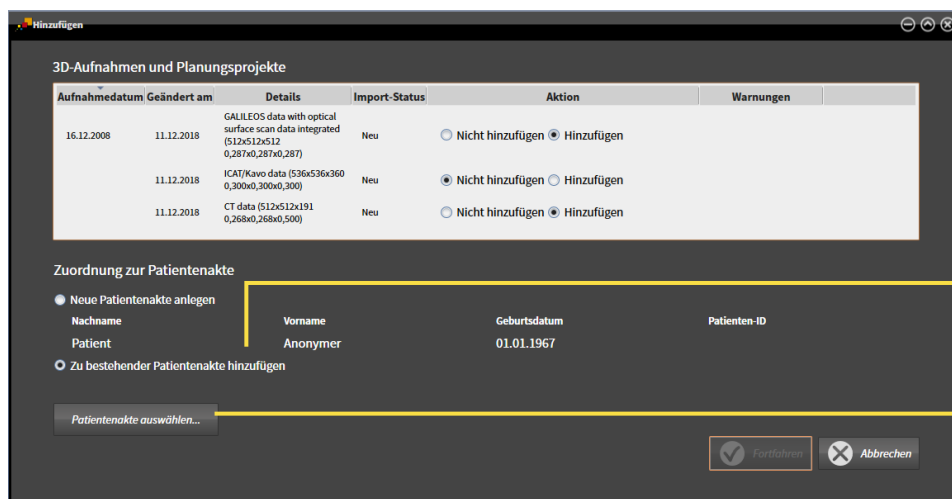 Hinzufügen
3D-Aufnahmen und Planungsprojekte
Aufnahmedatum Geändert am Details Import-Status Aktion Warnungen
16.12.2008 11.12.2018 GALILEOS data with optical
surface scan data integrated
(512x512x512
0,287x0,287x0,287) Neu Nicht hinzufügen Hinzufügen
11.12.2018 ICAT/Kavo data (536x536x360
0,300x0,300x0,300) Neu Nicht hinzufügen Hinzufügen
11.12.2018 CT data (512x512x191
0,268x0,268x0,500) Neu Nicht hinzufügen Hinzufügen
Zuordnung zur Patientenakte
Neue Patientenakte anlegen
Nachname Vorname Geburtsdatum Patienten-ID
Patient Anonymer 01.01.1967
Zu bestehender Patientenakte hinzufügen
Patientenakte auswählen...
Fortfahren Abbrechen